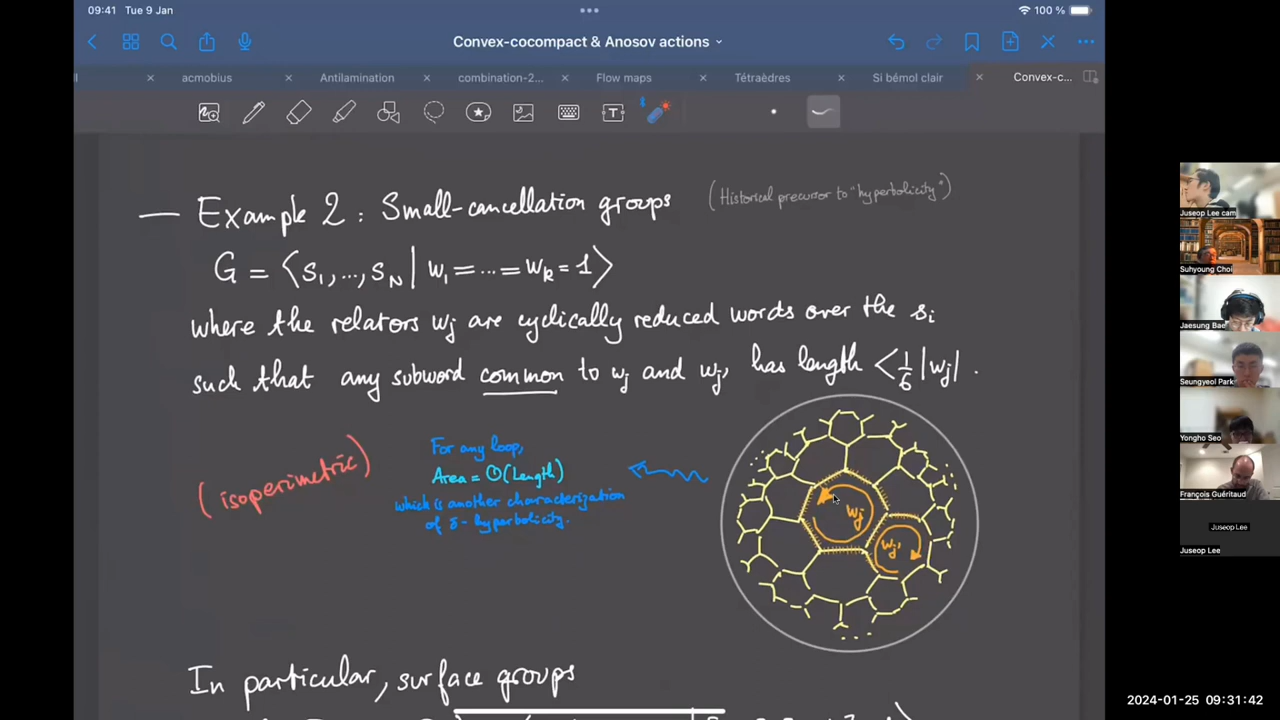 09:41 Tue 9 Jan
100 %
Convex-cocompact & Anosov actions
acmobius
Antilamination
combination-2...
Flow maps
Tétraèdres
Si bémol clair
Convex-c...
— Example 2 : Small-cancellation groups
(Historical precursor to "hyperbolicity")
G = ⟨s₁,...,s_N | w₁ = ... = w_k = 1⟩
where the relators wj are cyclically reduced words over the si
such that any subword common to wj and wj' has length < 1/6 |wj| .
(isoperimetric)
For any loop,
Area = O(Length)
which is another characterization
of δ-hyperbolicity.
wj
wj'
In particular, surface groups
Juseop Lee cam
Suhyoung Choi
Jaesung Bae
Seungyeol Park
Yongho Seo
François Guéritaud
Juseop Lee
Juseop Lee
2024-01-25 09:31:42